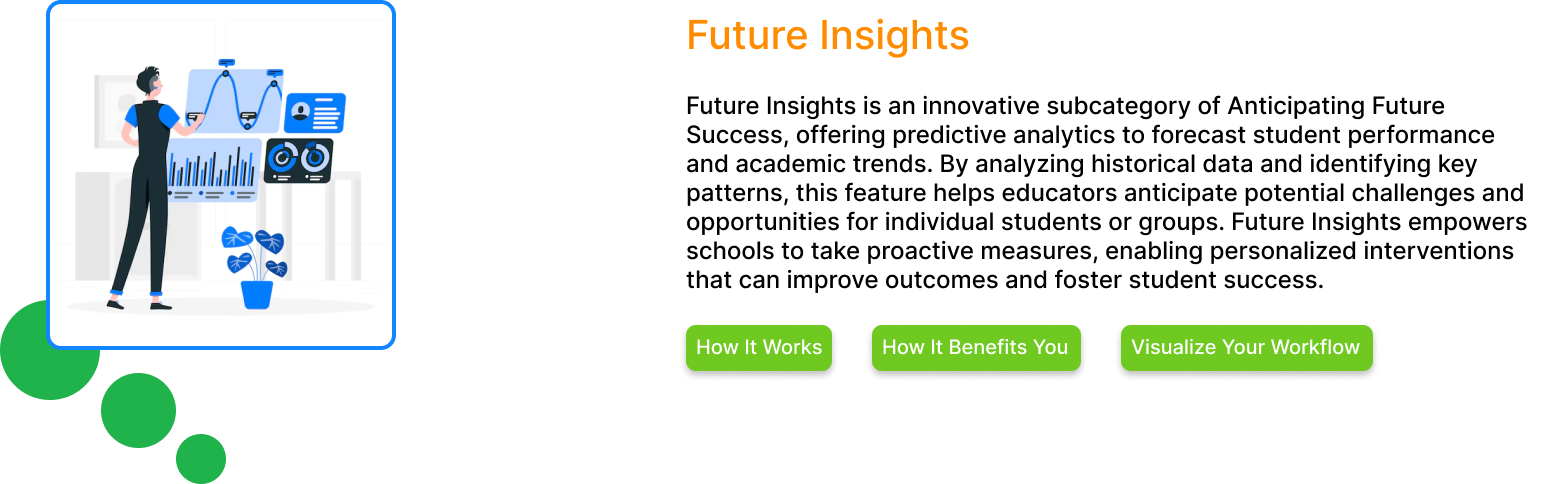 Future Insights
Future Insights is an innovative subcategory of Anticipating Future
Success, offering predictive analytics to forecast student performance
and academic trends. By analyzing historical data and identifying key
patterns, this feature helps educators anticipate potential challenges and
opportunities for individual students or groups. Future Insights empowers
schools to take proactive measures, enabling personalized interventions
that can improve outcomes and foster student success.
How It Works
How It Benefits You
Visualize Your Workflow